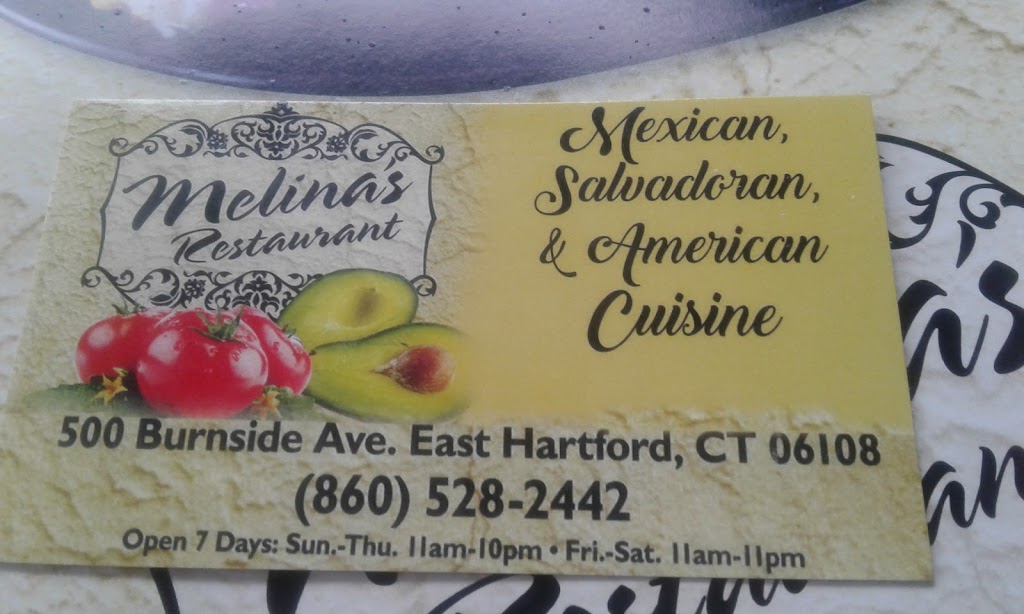 Melina's
Restaurant
Mexican,
Salvadoran,
& American
Cuisine
500 Burnside Ave. East Hartford, CT 06108
(860) 528-2442
Open 7 Days: Sun.-Thu. 11am-10pm • Fri.-Sat. 11am-11pm